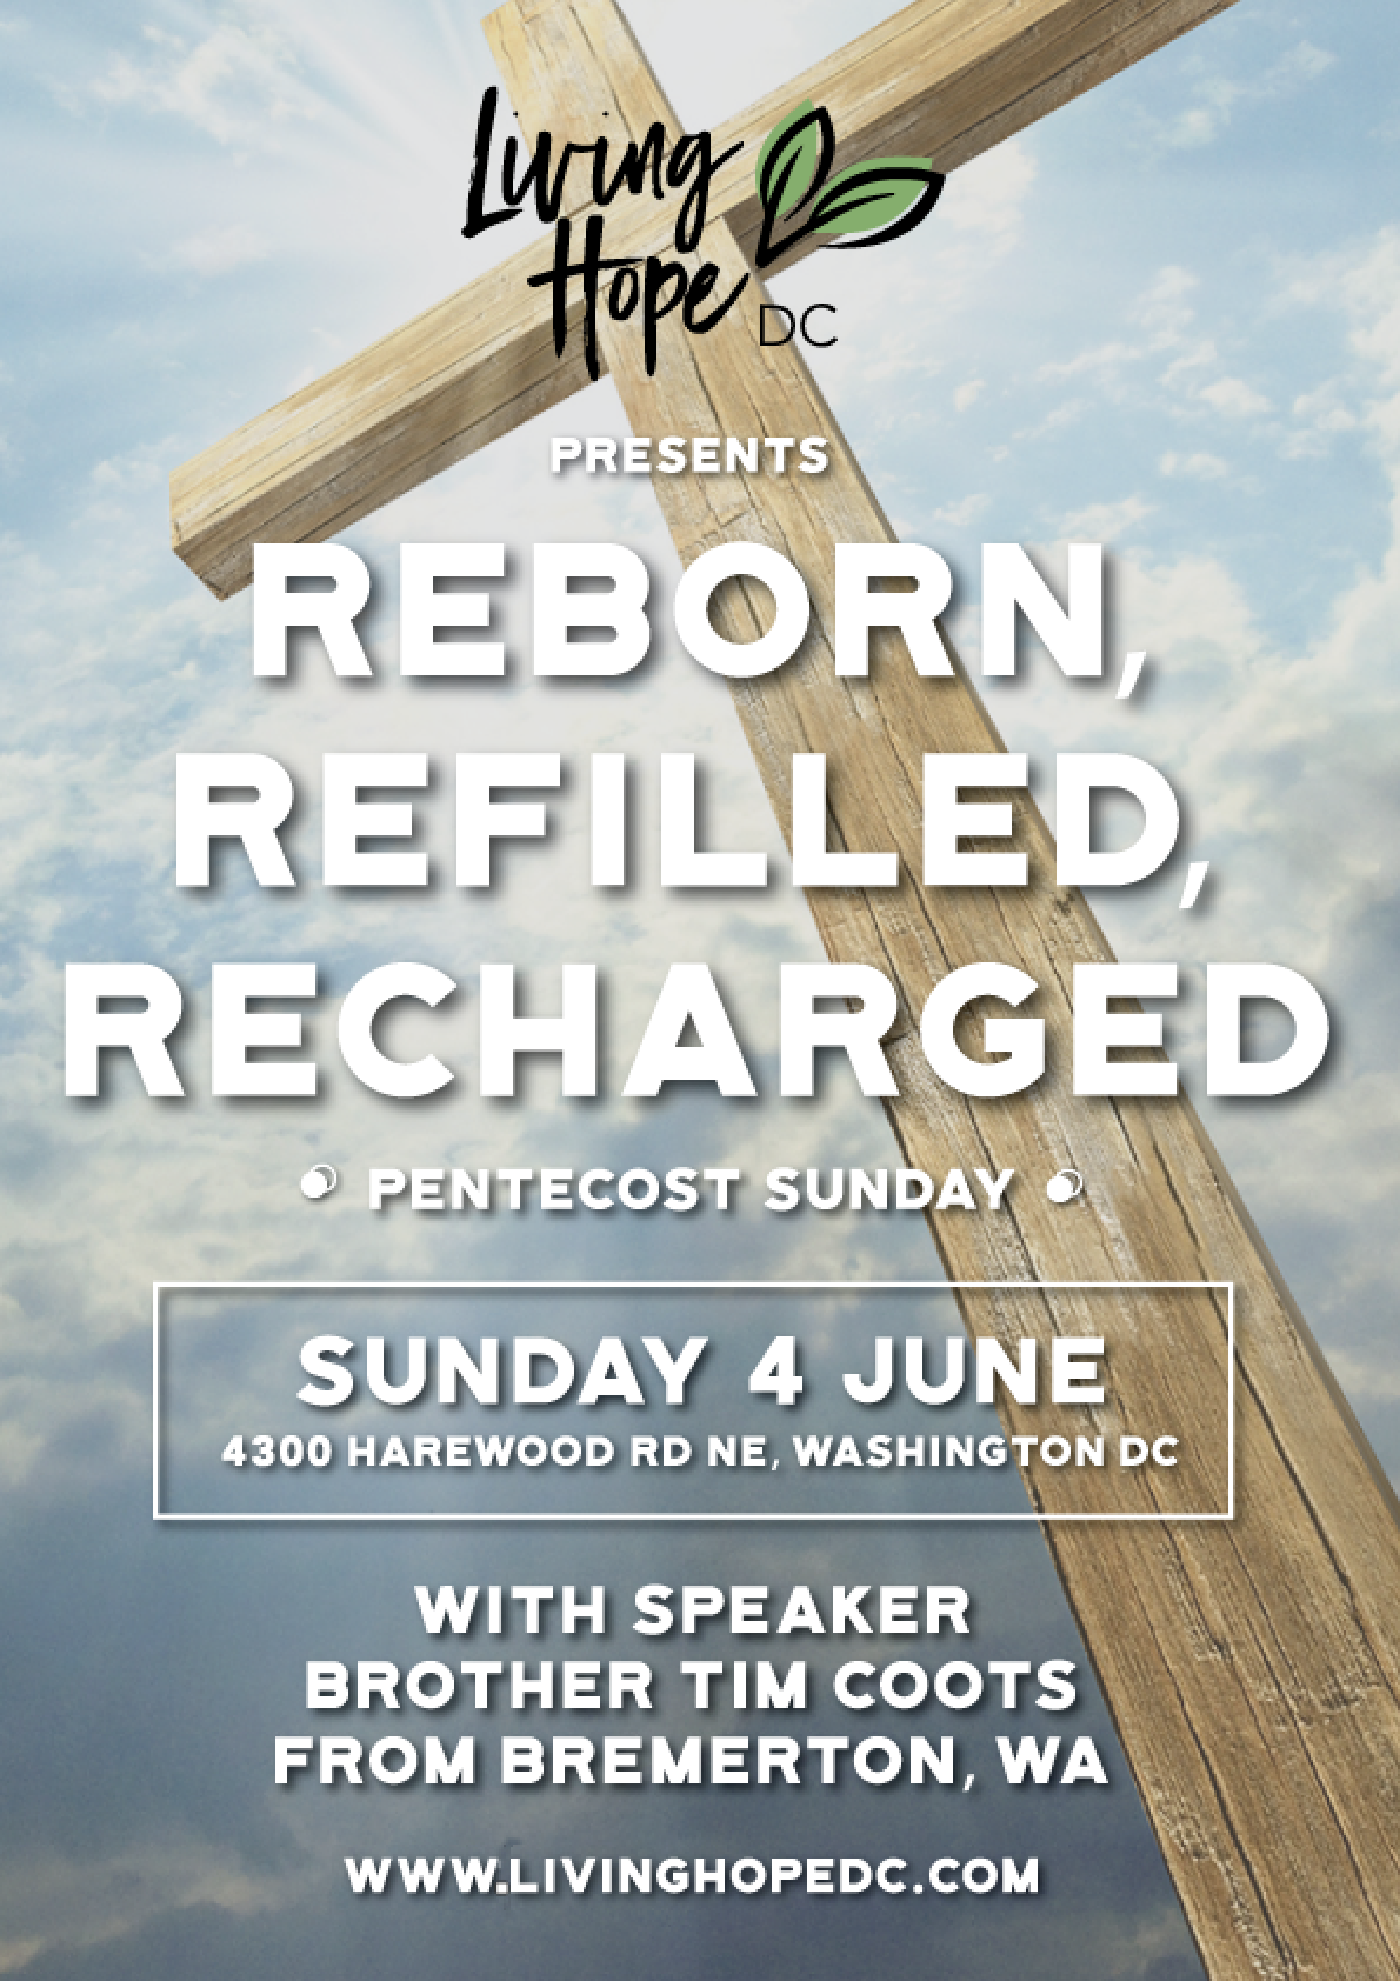 Living
Hope DC
PRESENTS
REBORN,
REFILLED,
RECHARGED
PENTECOST SUNDAY
SUNDAY 4 JUNE
4300 HAREWOOD RD NE, WASHINGTON DC
WITH SPEAKER
BROTHER TIM COOTS
FROM BREMERTON, WA
WWW.LIVINGHOPEDC.COM